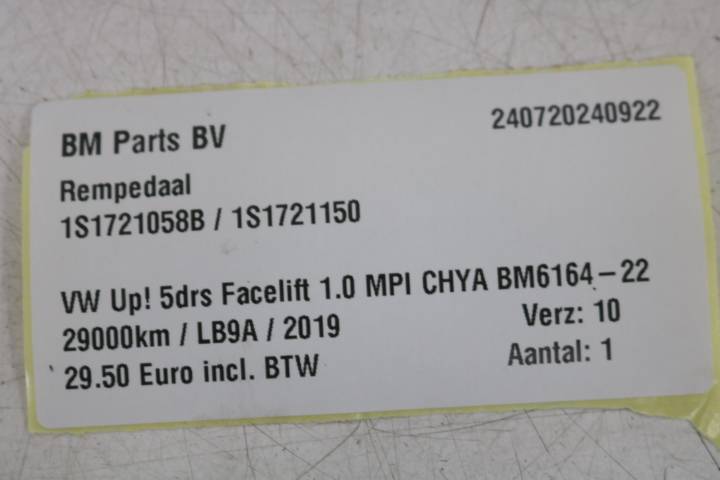 BM Parts BV 240720240922
Rempedaal
1S1721058B / 1S1721150
VW Up! 5drs Facelift 1.0 MPI CHYA BM6164-22
29000km / LB9A / 2019 Verz: 10
29.50 Euro incl. BTW Aantal: 1